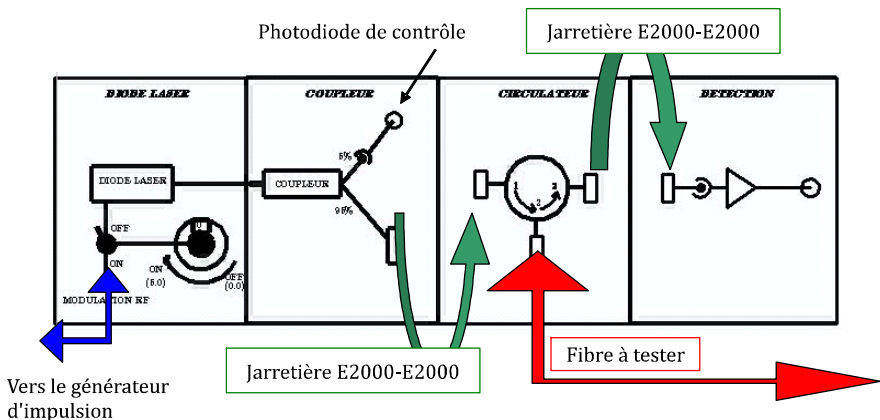 Photodiode de contrôle
Jarretière E2000-E2000
DIODE LASER
COUPLEUR
CIRCULATEUR
DETECTION
DIODE LASER
COUPLEUR
5%
95%
1
2
3
OFF
ON
MODULATION RF
U
ON
(5.0)
OFF
(0.0)
Jarretière E2000-E2000
Fibre à tester
Vers le générateur
d'impulsion